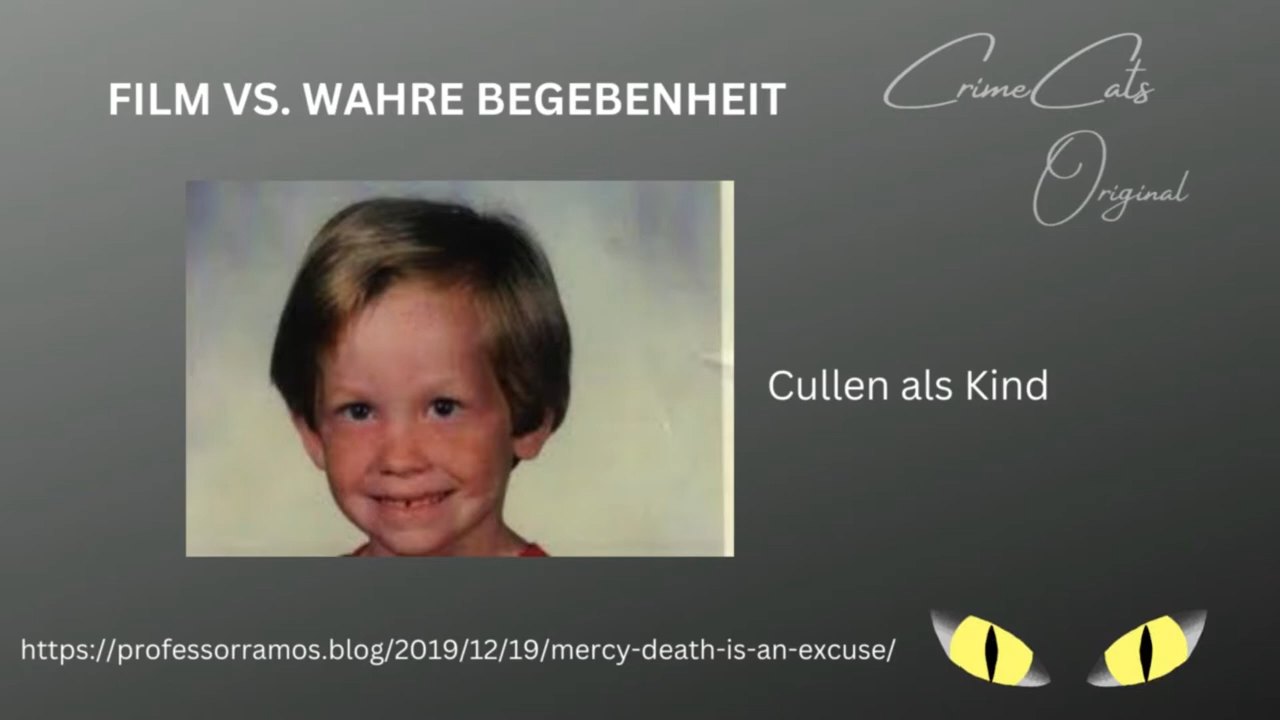 FILM VS. WAHRE BEGEBENHEIT
CrimeCats
Original
Cullen als Kind
https://professorramos.blog/2019/12/19/mercy-death-is-an-excuse/